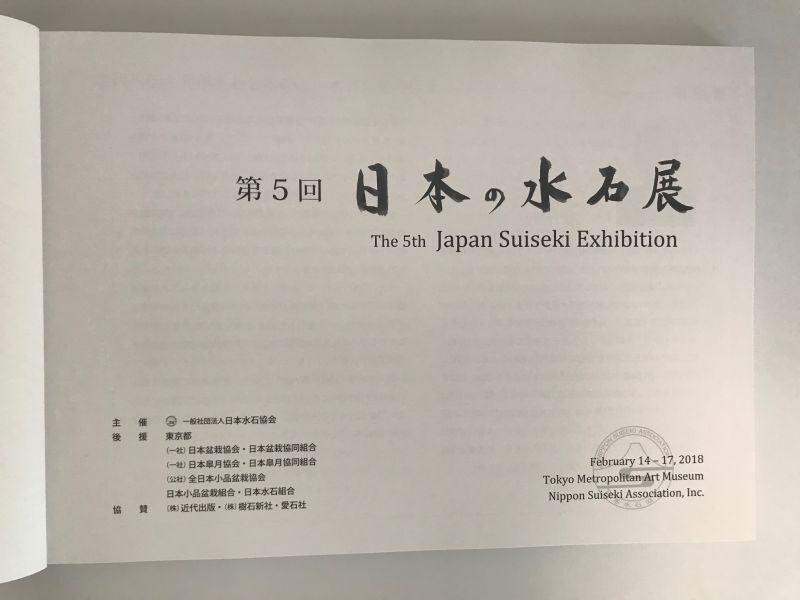 第5回 日本の水石展
The 5th Japan Suiseki Exhibition
主催 一般社団法人日本水石協会
後援 東京都
(一社)日本盆栽協会・日本盆栽協同組合
(一社)日本皐月協会・日本皐月協同組合
(公社)全日本小品盆栽協会
日本小品盆栽組合・日本水石組合
協賛 (株)近代出版・(株)樹石新社・愛石社
NIPPON SUISEKI ASSOCIATION
February 14 – 17, 2018
Tokyo Metropolitan Art Museum
Nippon Suiseki Association, Inc.